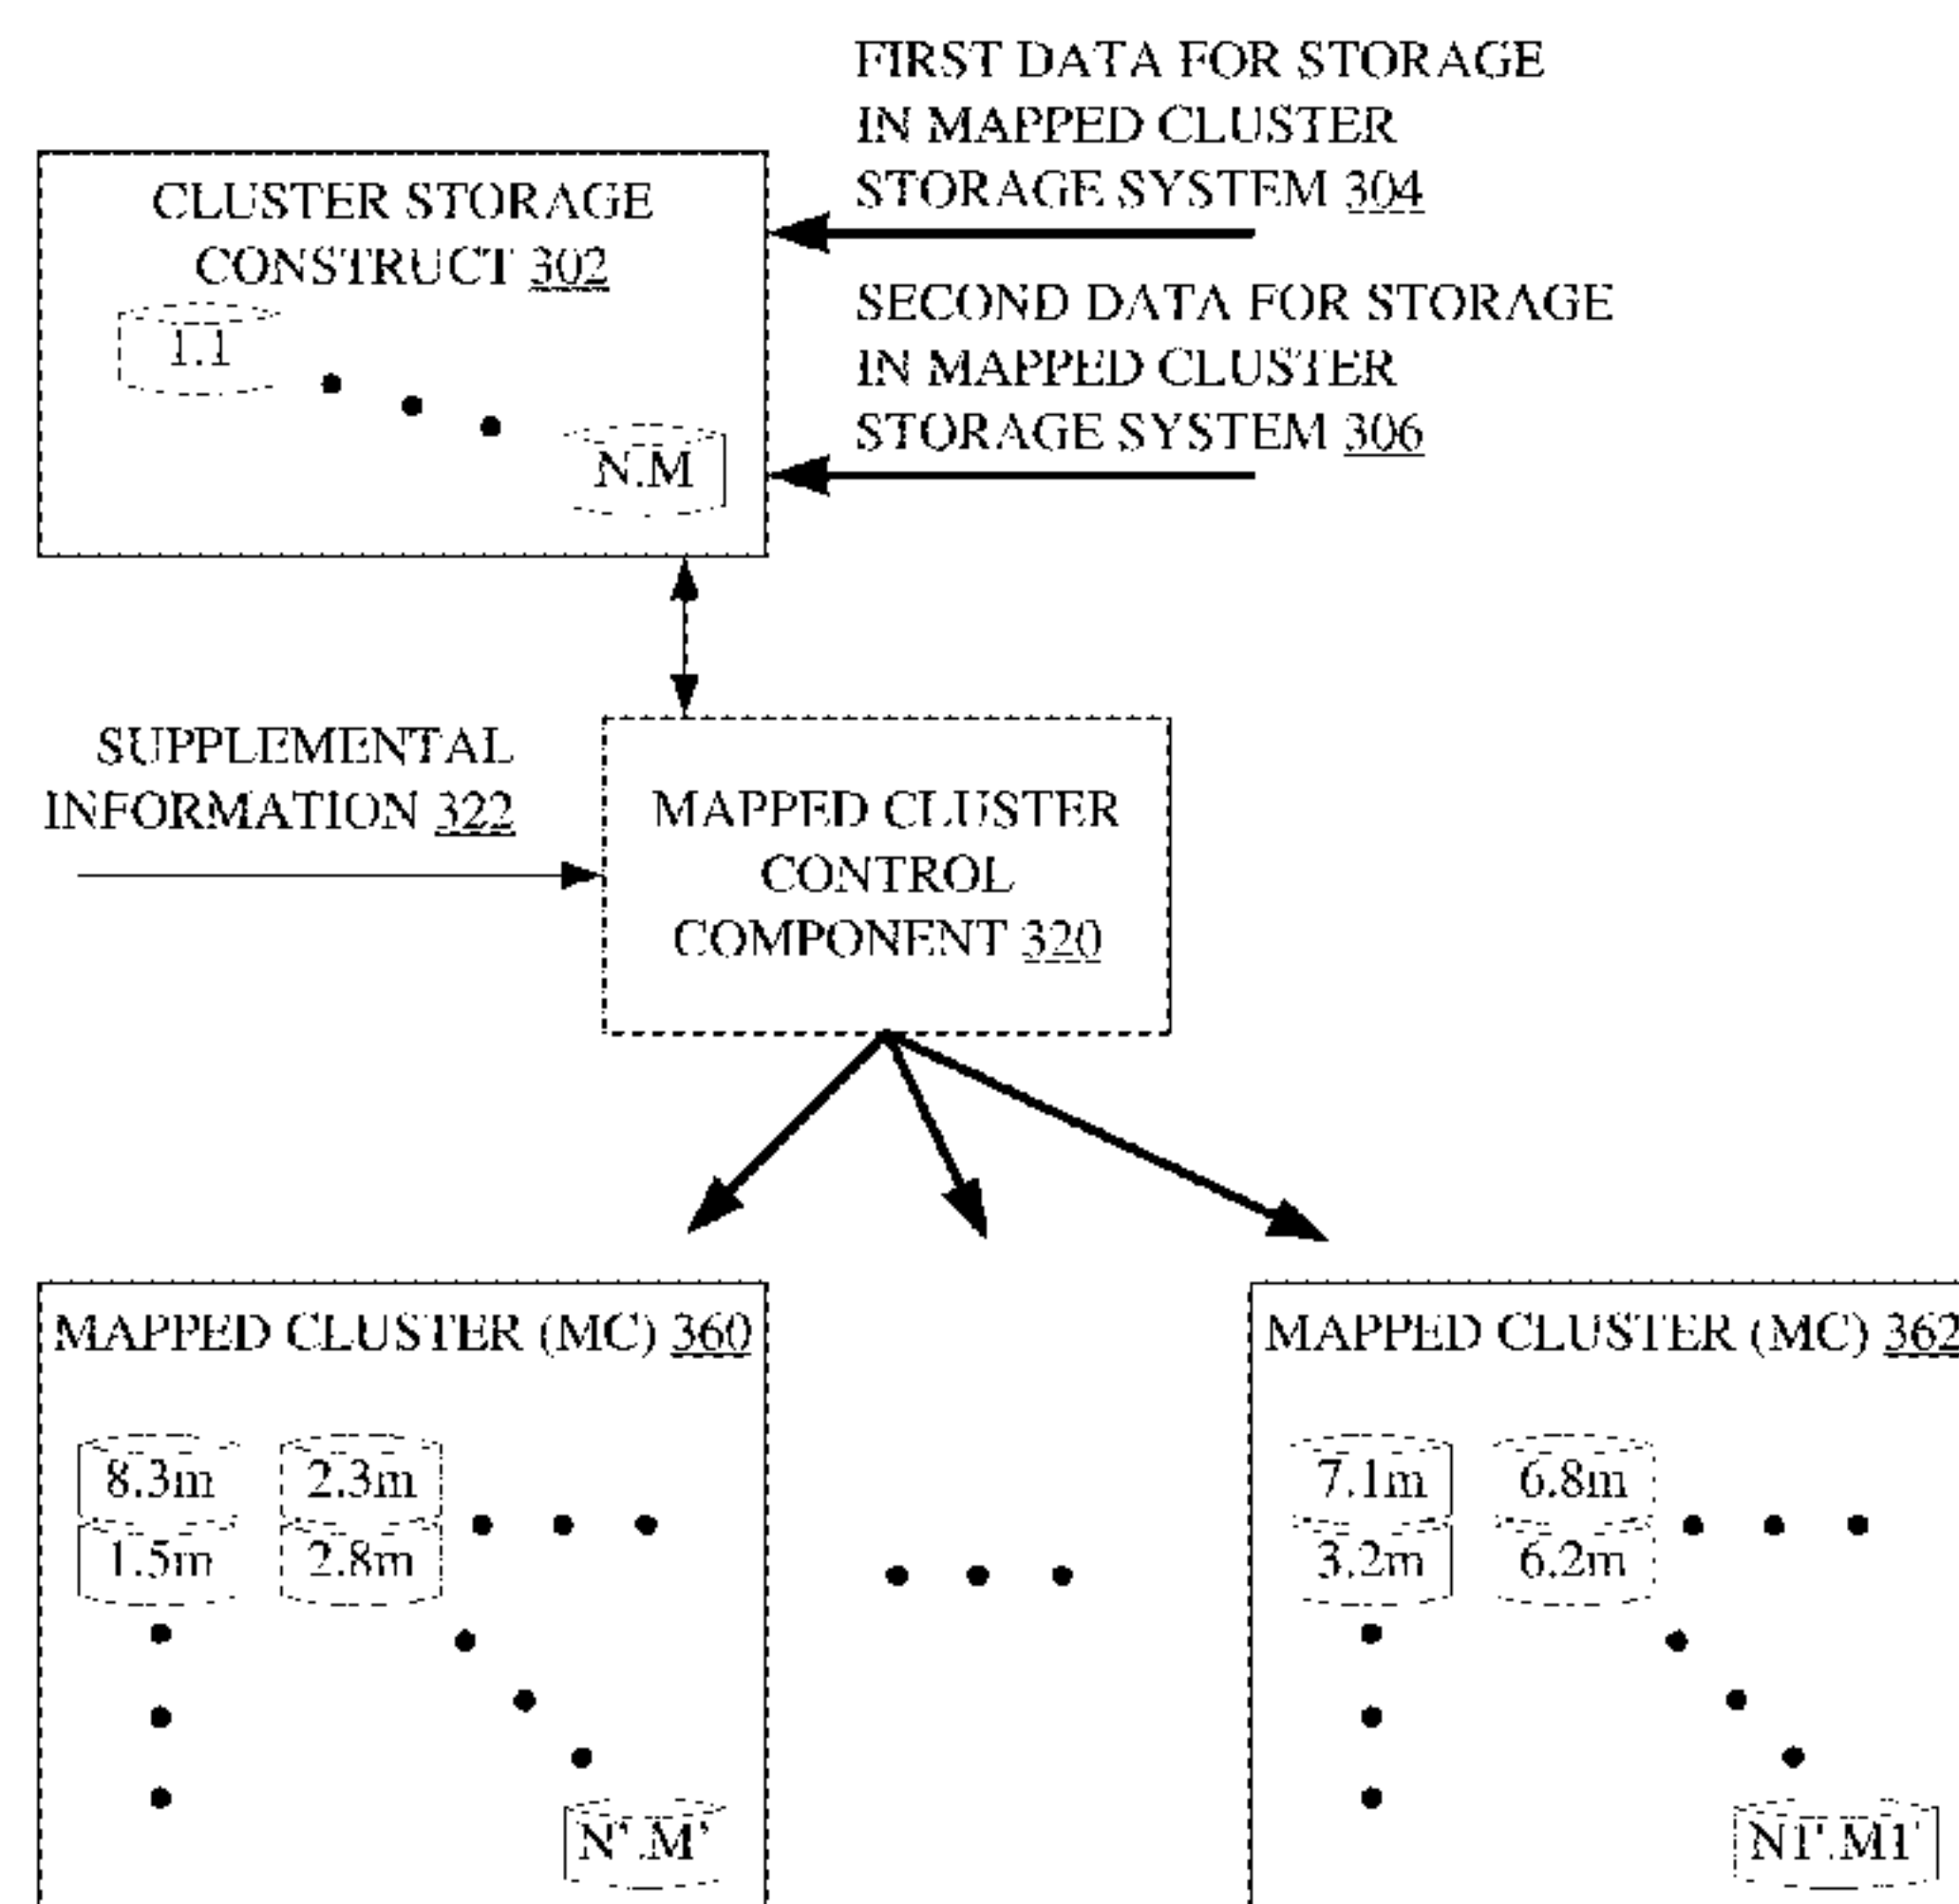 FIRST DATA FOR STORAGE
IN MAPPED CLUSTER
STORAGE SYSTEM 304
CLUSTER STORAGE
CONSTRUCT 302
1.1
N.M
SECOND DATA FOR STORAGE
IN MAPPED CLUSTER
STORAGE SYSTEM 306
SUPPLEMENTAL
INFORMATION 322
MAPPED CLUSTER
CONTROL
COMPONENT 320
MAPPED CLUSTER (MC) 360
8.3m 2.3m
1.5m 2.8m
N'.M'
MAPPED CLUSTER (MC) 362
7.1m 6.8m
3.2m 6.2m
N1'.M1'